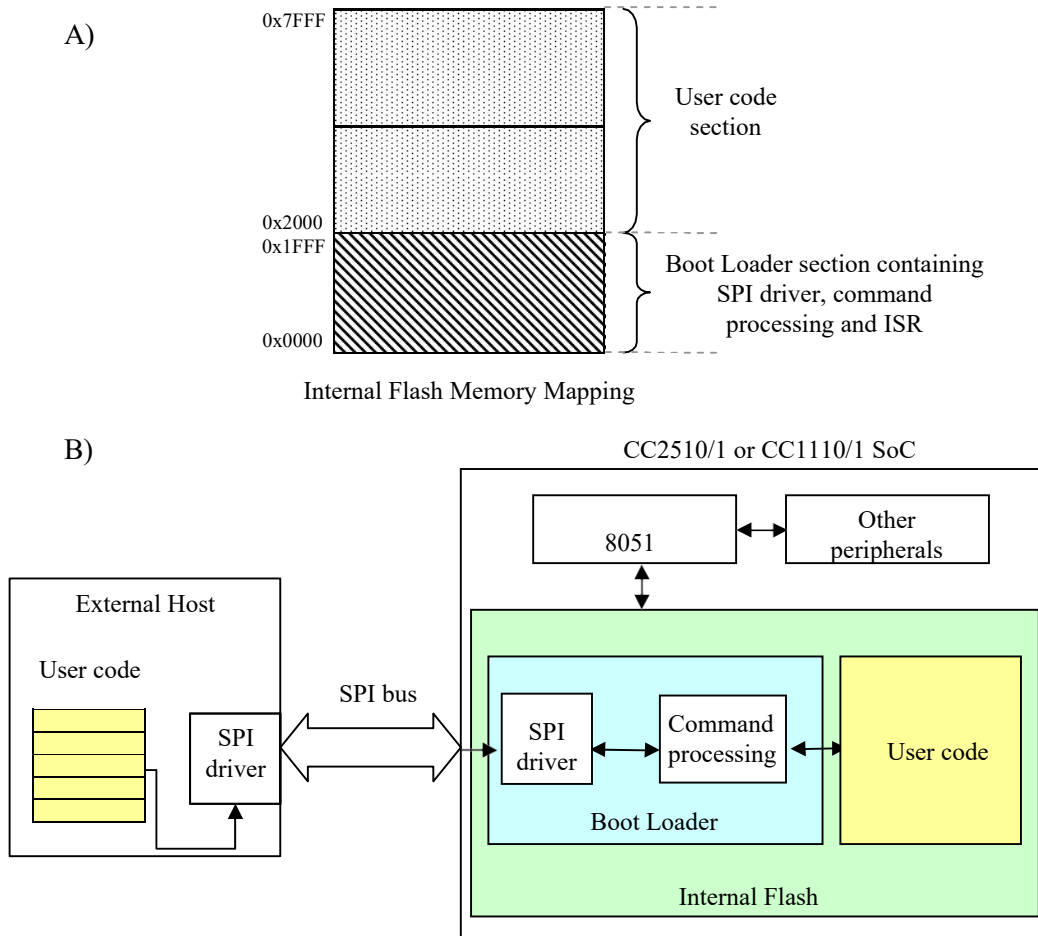 A)
0x7FFF
User code
section
0x2000
0x1FFF
Boot Loader section containing
SPI driver, command
processing and ISR
0x0000
Internal Flash Memory Mapping
B)
CC2510/1 or CC1110/1 SoC
8051
Other
peripherals
External Host
User code
SPI
driver
SPI bus
SPI
driver
Command
processing
Boot Loader
User code
Internal Flash